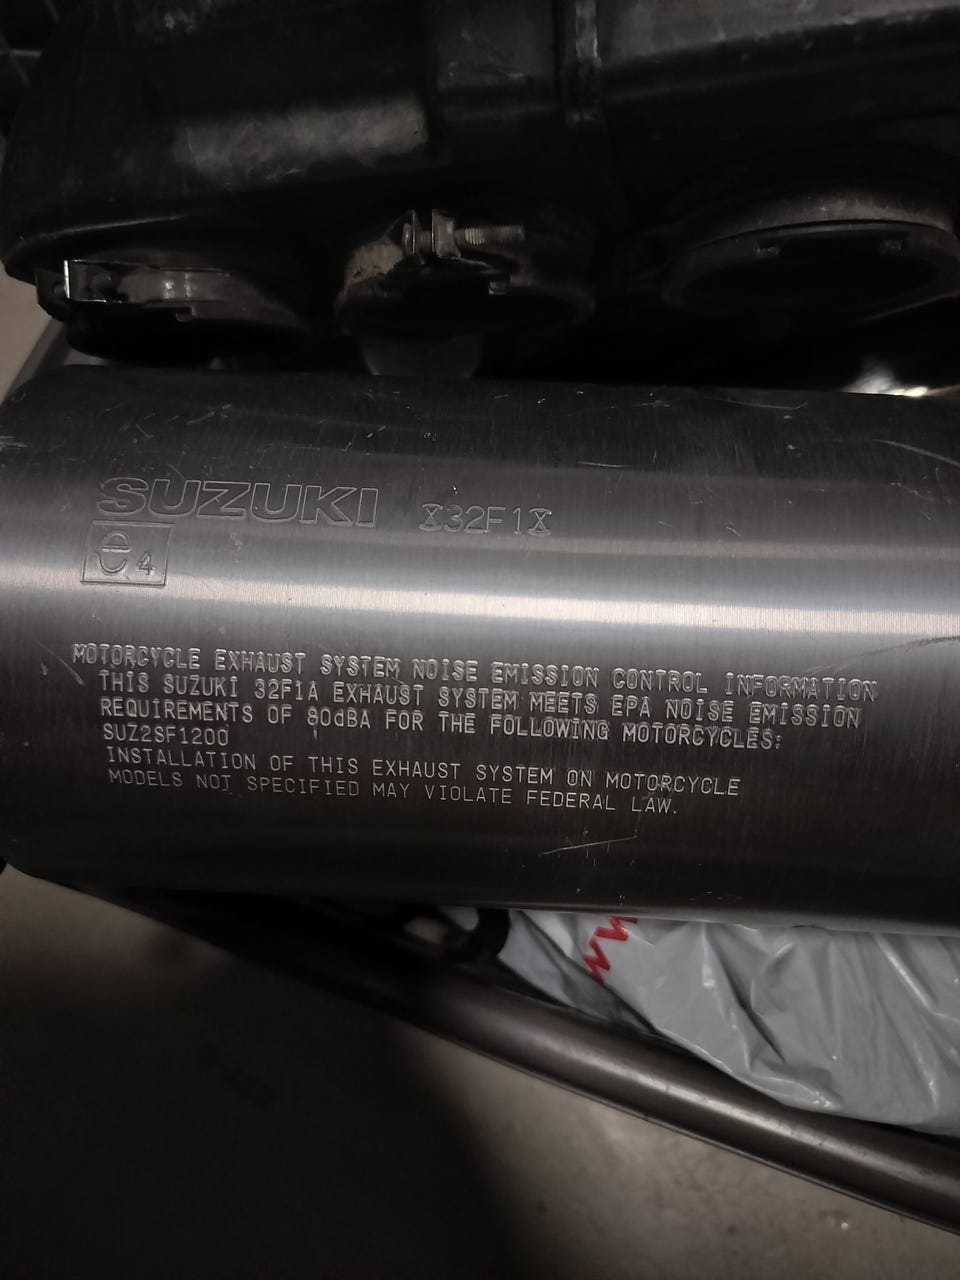 SUZUKI ⴵ32F1ⴵ
e4
MOTORCYCLE EXHAUST SYSTEM NOISE EMISSION CONTROL INFORMATION
THIS SUZUKI 32F1A EXHAUST SYSTEM MEETS EPA NOISE EMISSION
REQUIREMENTS OF 80dBA FOR THE FOLLOWING MOTORCYCLES:
SUZ2SF1200
INSTALLATION OF THIS EXHAUST SYSTEM ON MOTORCYCLE
MODELS NOT SPECIFIED MAY VIOLATE FEDERAL LAW.